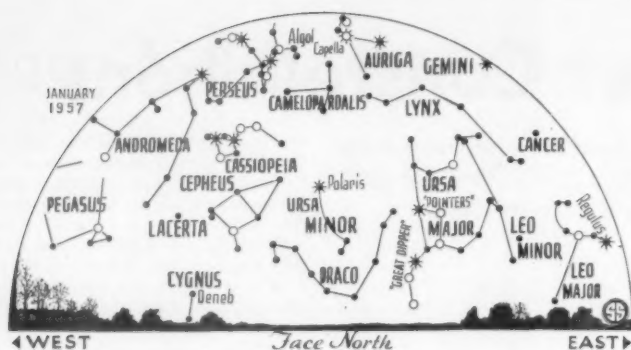 Algol
Capella
AURIGA
GEMINI
PERSEUS
JANUARY
1957
CAMELOPARDALIS
LYNX
ANDROMEDA
CANCER
CASSIOPEIA
CEPHEUS
Polaris
URSA
"POINTERS"
MAJOR
Regulus
PEGASUS
LACERTA
URSA
MINOR
LEO
MINOR
"GREAT DIPPER"
CYGNUS
Deneb
DRACO
LEO
MAJOR
WEST
Face North
EAST